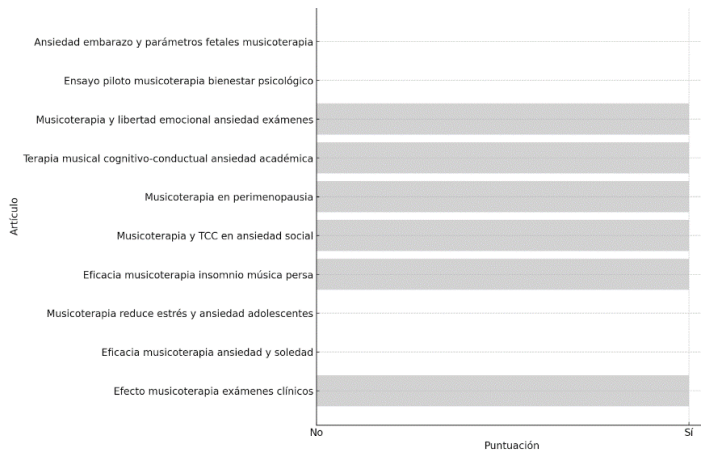 Ansiedad embarazo y parámetros fetales musicoterapia
Ensayo piloto musicoterapia bienestar psicológico
Musicoterapia y libertad emocional ansiedad exámenes
Terapia musical cognitivo-conductual ansiedad académica
Musicoterapia en perimenopausia
Musicoterapia y TCC en ansiedad social
Eficacia musicoterapia insomnio música persa
Musicoterapia reduce estrés y ansiedad adolescentes
Eficacia musicoterapia ansiedad y soledad
Efecto musicoterapia exámenes clínicos
Artículo
No
Sí
Puntuación